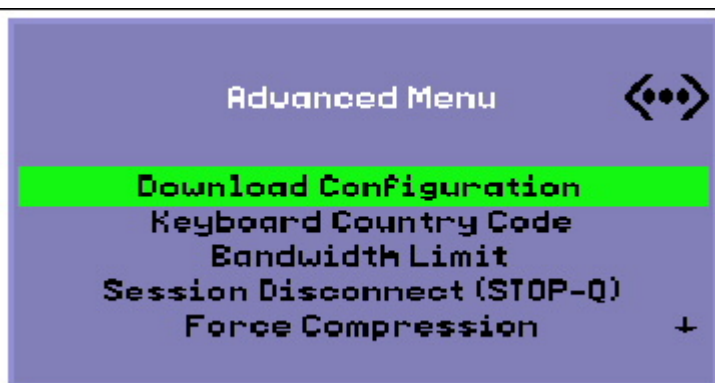 Advanced Menu
Download Configuration
Keyboard Country Code
Bandwidth Limit
Session Disconnect (STOP-Q)
Force Compression